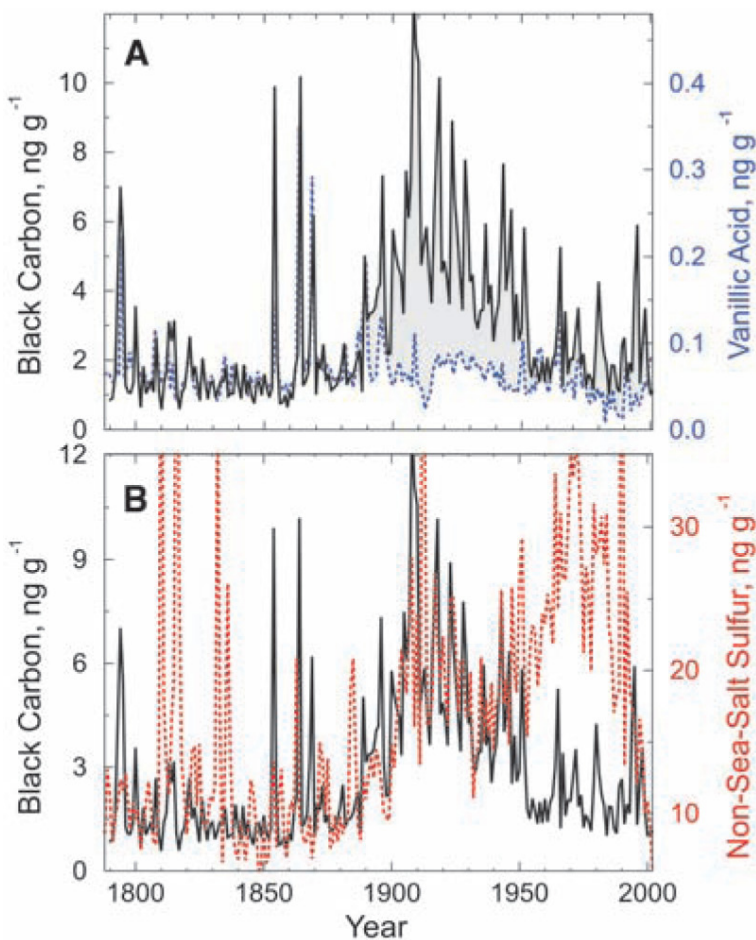 A
Black Carbon, ng g⁻¹
10
8
6
4
2
0
Vanillic Acid, ng g⁻¹
0.4
0.3
0.2
0.1
0.0
B
Black Carbon, ng g⁻¹
12
9
6
3
0
Non-Sea-Salt Sulfur, ng g⁻¹
30
20
10
1800 1850 1900 1950 2000
Year